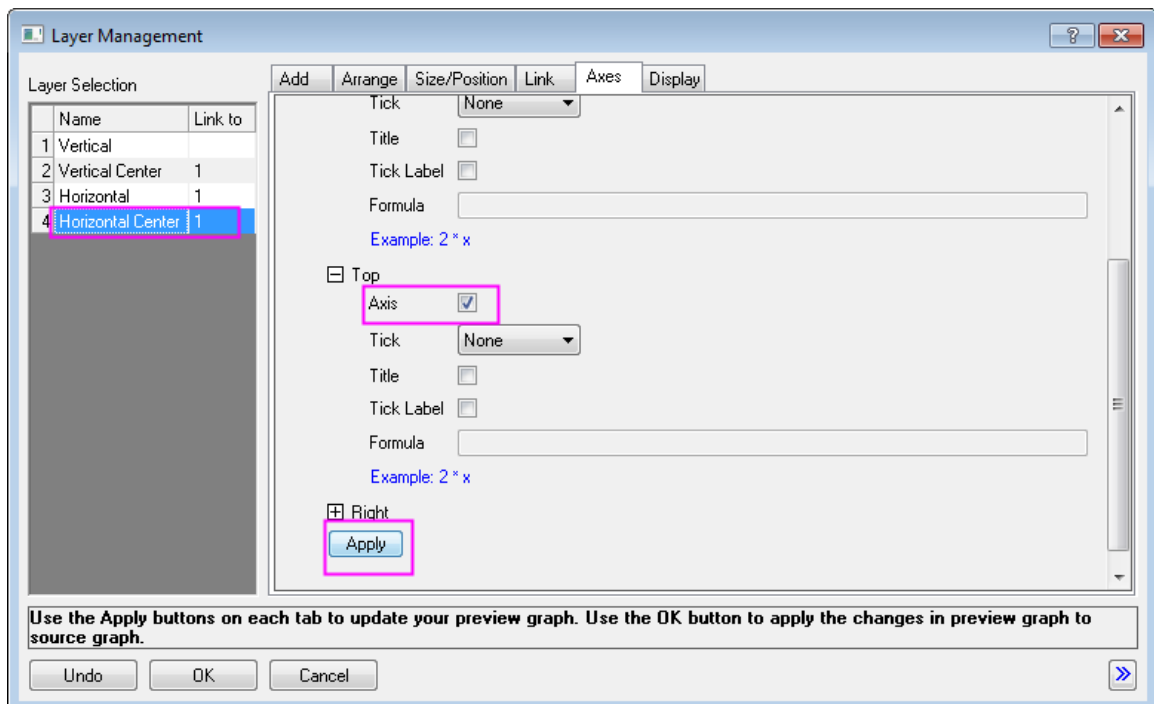 Layer Management
Layer Selection
Name Link to
1 Vertical
2 Vertical Center 1
3 Horizontal 1
4 Horizontal Center 1
Add Arrange Size/Position Link Axes Display
Tick None
Title
Tick Label
Formula
Example: 2 * x
Top
Axis
Tick None
Title
Tick Label
Formula
Example: 2 * x
Right
Apply
Use the Apply buttons on each tab to update your preview graph. Use the OK button to apply the changes in preview graph to
source graph.
Undo OK Cancel